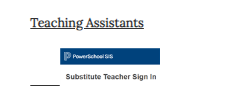 Teaching Assistants
PowerSchool SIS
Substitute Teacher Sign In